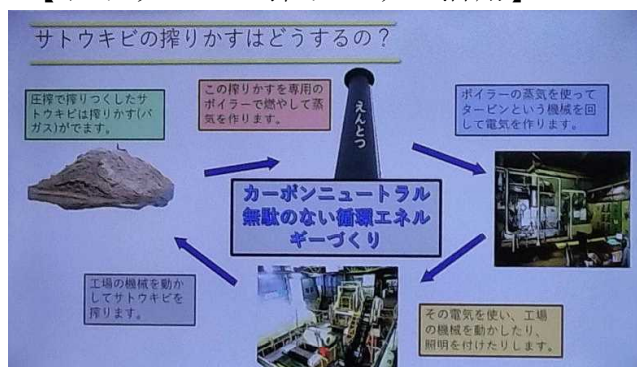 サトウキビの搾りかすはどうするの？
圧搾で搾りつくしたサ
トウキビは搾りかす(バ
ガス)がでます。
この搾りかすを専用の
ボイラーで燃やして蒸
気を作ります。
えんとつ
ボイラーの蒸気を使って
タービンという機械を回
して電気を作ります。
カーボンニュートラル
無駄のない循環エネル
ギーづくり
工場の機械を動か
してサトウキビを
搾ります。
その電気を使い、工場
の機械を動かしたり、
照明を付けたりします。